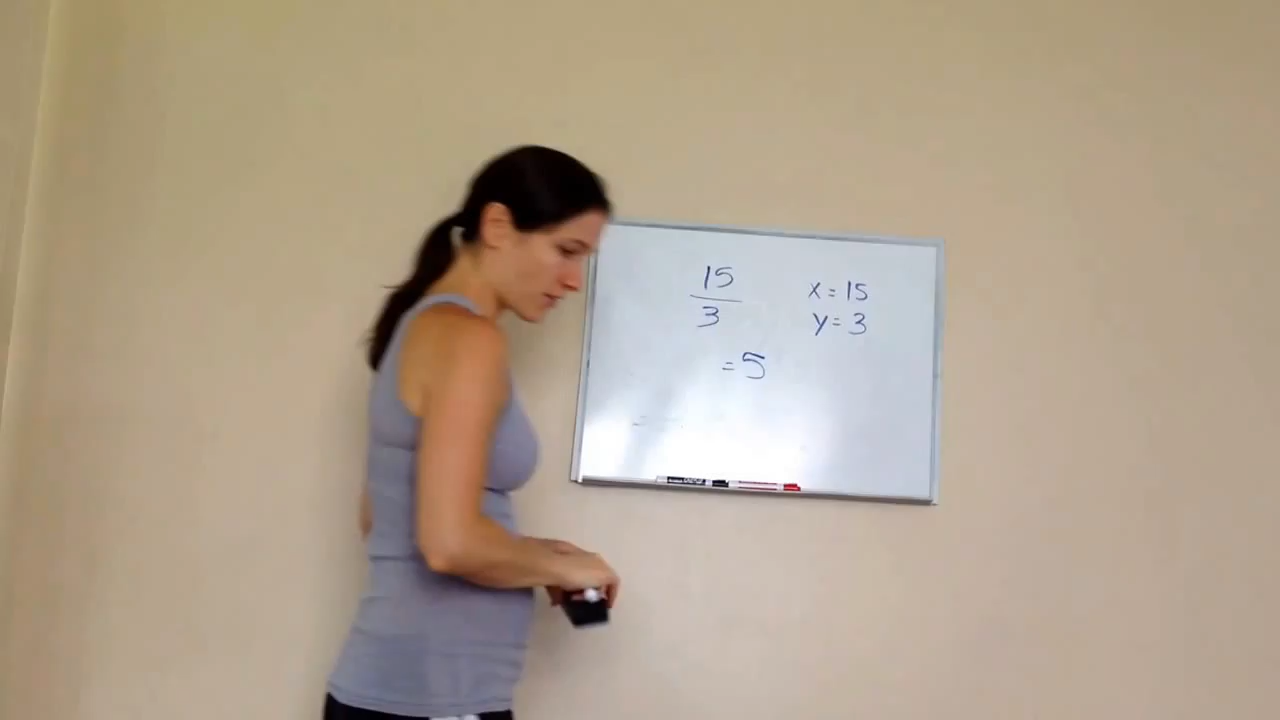 15
3
= 5
x = 15
y = 3